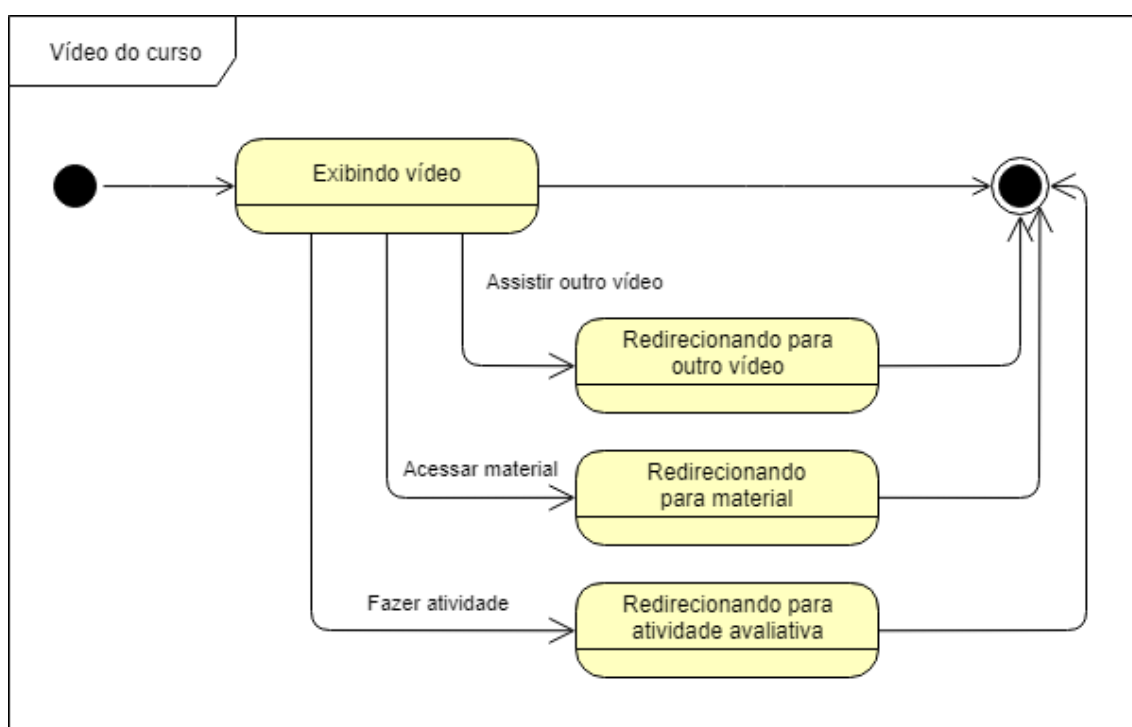 Vídeo do curso
Exibindo vídeo
Assistir outro vídeo
Redirecionando para
outro vídeo
Acessar material
Redirecionando
para material
Fazer atividade
Redirecionando para
atividade avaliativa